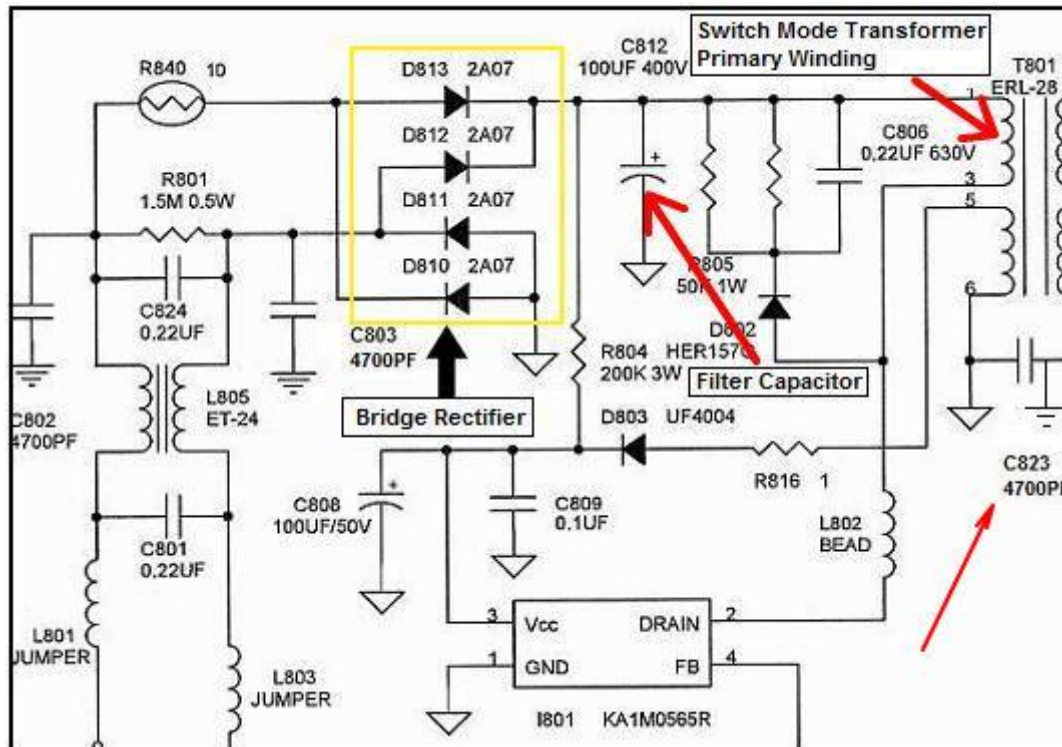 Switch Mode Transformer
Primary Winding
C812
100UF 400V
T801
ERL-28
R840 10
D813 2A07
1
D812 2A07
C806
0,22UF 630V
R801
1.5M 0.5W
D811 2A07
3
5
D810 2A07
R805
50K 1W
6
C824
0.22UF
C803
4700PF
D802
HER157G
R804
200K 3W
Filter Capacitor
L805
ET-24
Bridge Rectifier
C802
4700PF
D803 UF4004
R816 1
C823
4700PF
C808
100UF/50V
C809
0.1UF
L802
BEAD
C801
0,22UF
3 Vcc DRAIN 2
1 GND FB 4
L801
JUMPER
L803
JUMPER
I801 KA1M0565R